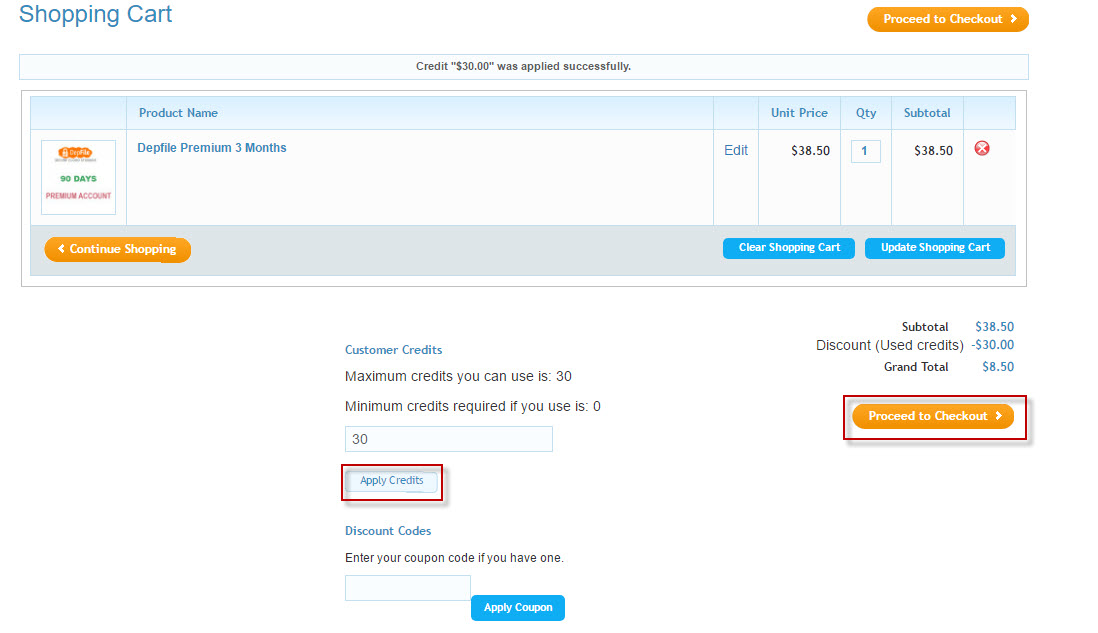 Shopping Cart
Proceed to Checkout
Credit "$30.00" was applied successfully.
Product Name
Unit Price
Qty
Subtotal
DepFile
90 DAYS
PREMIUM ACCOUNT
Depfile Premium 3 Months
Edit
$38.50
1
$38.50
Continue Shopping
Clear Shopping Cart
Update Shopping Cart
Subtotal $38.50
Discount (Used credits) -$30.00
Grand Total $8.50
Proceed to Checkout
Customer Credits
Maximum credits you can use is: 30
Minimum credits required if you use is: 0
30
Apply Credits
Discount Codes
Enter your coupon code if you have one.
Apply Coupon